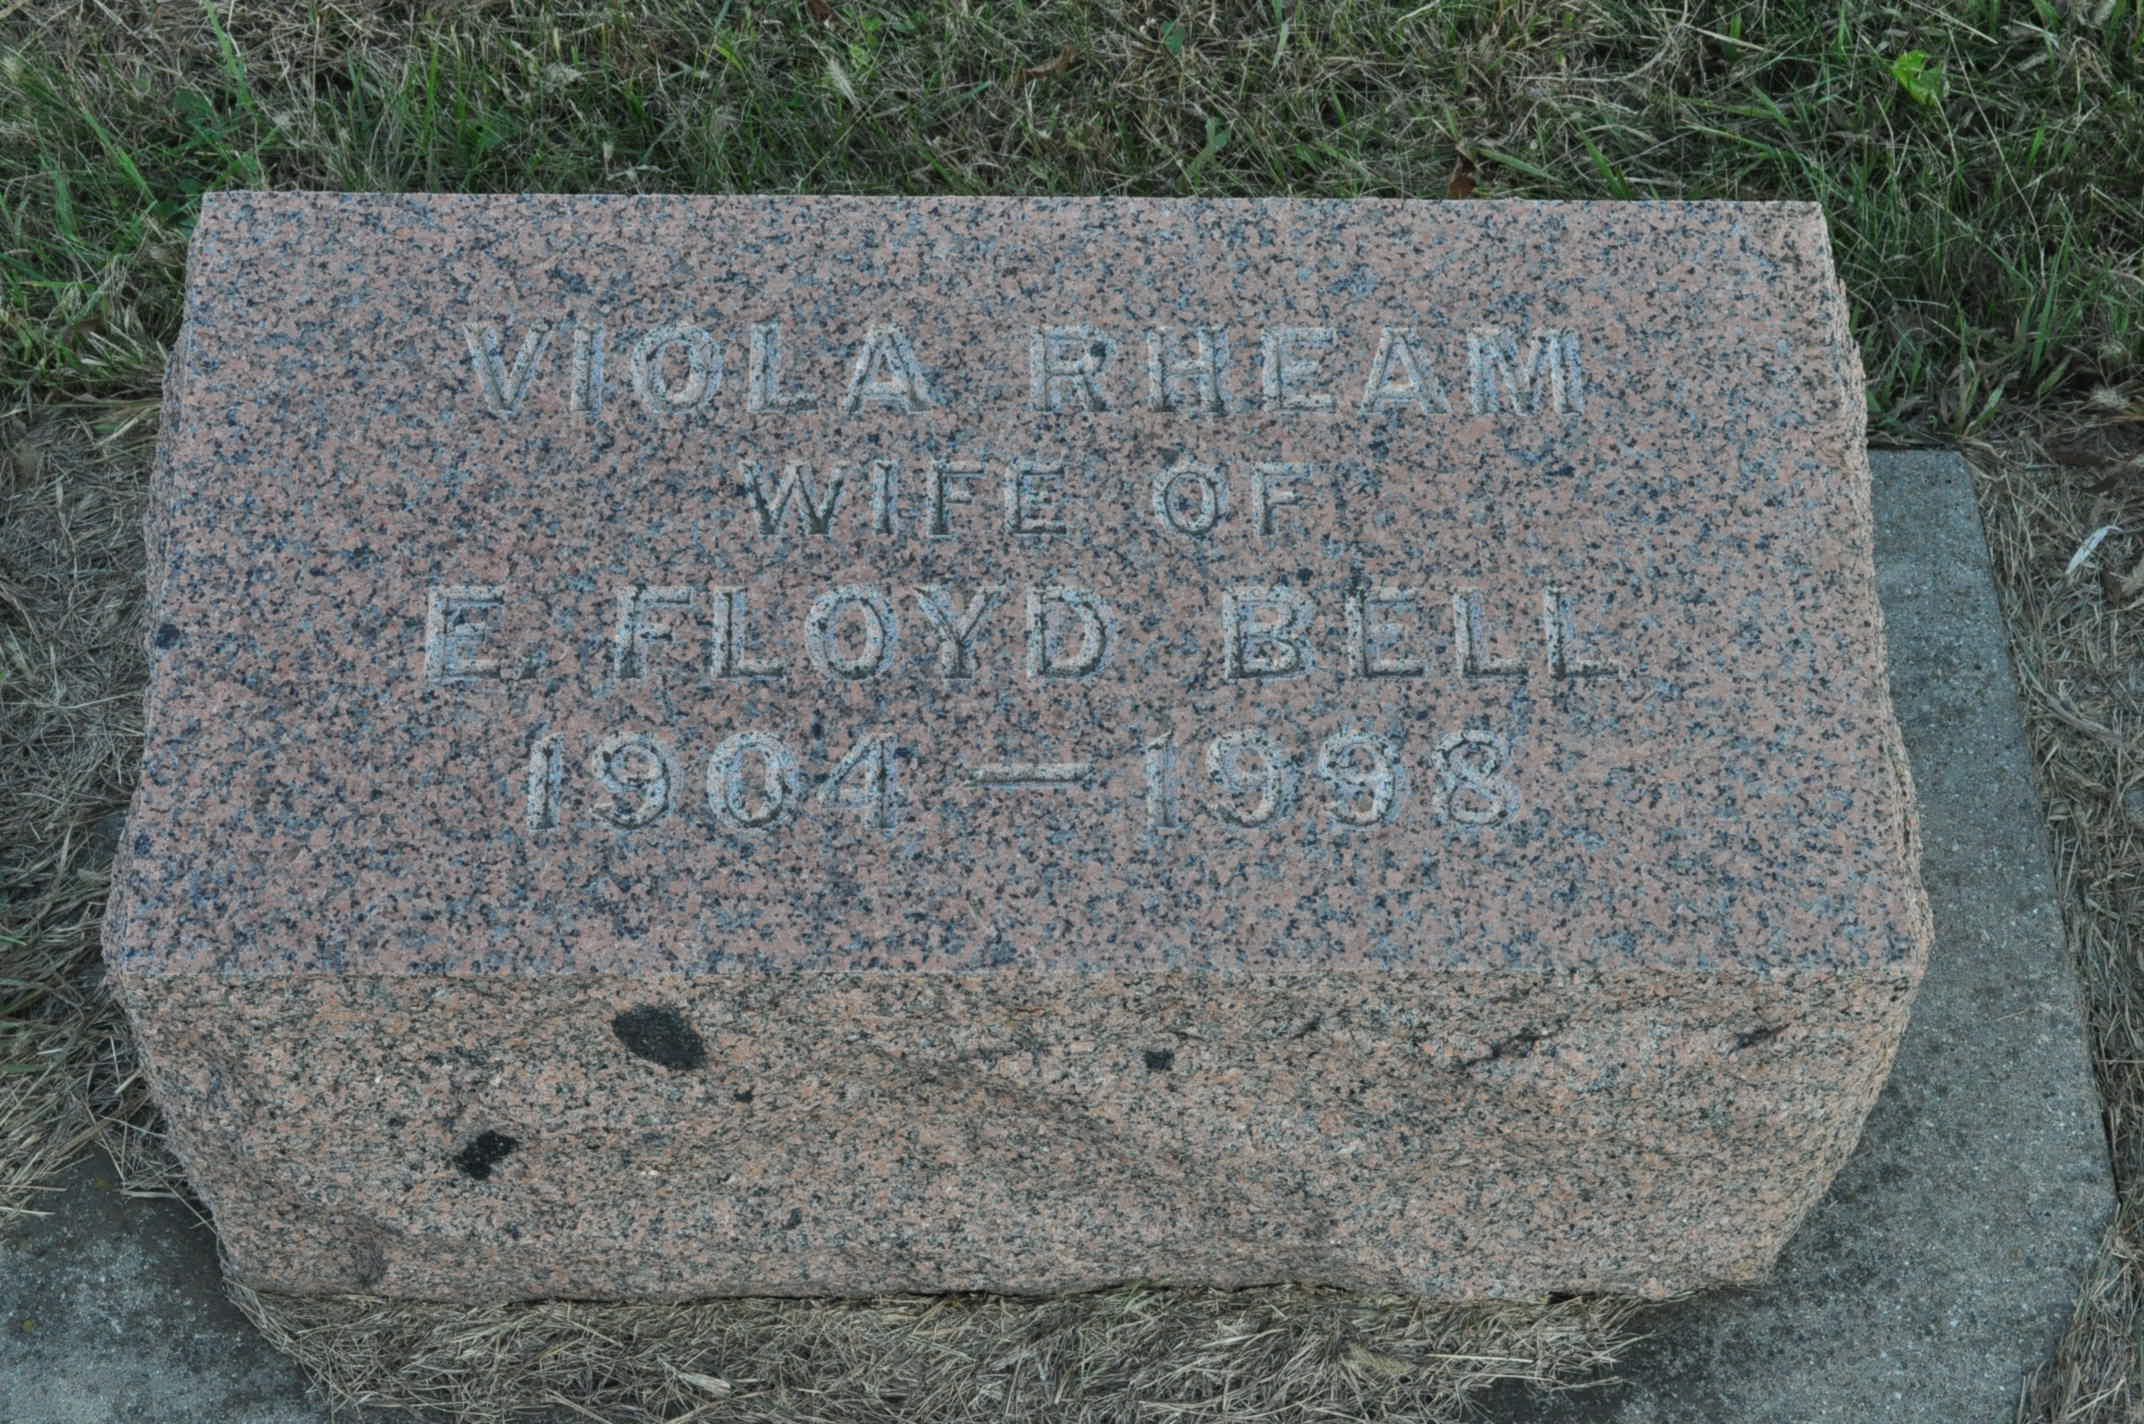 VIOLA RHEAM
WIFE OF
E. FLOYD BELL
1904 — 1998